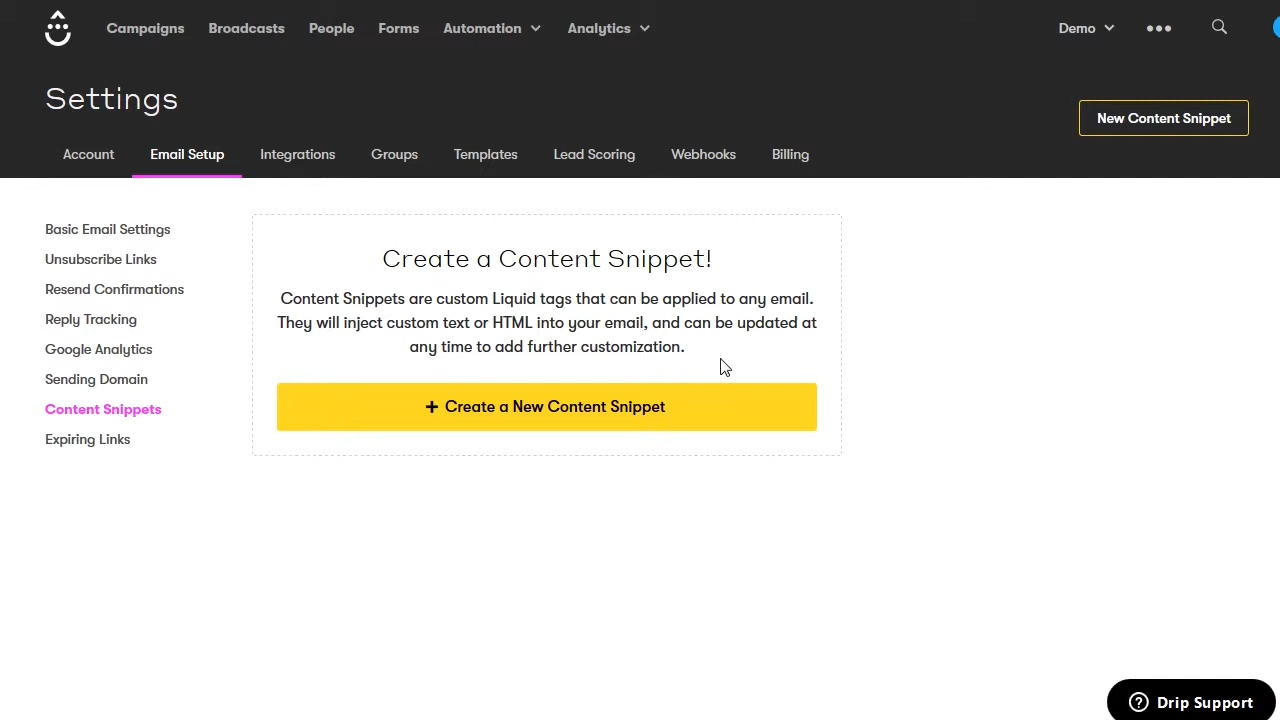 Campaigns Broadcasts People Forms Automation Analytics Demo
Settings
New Content Snippet
Account Email Setup Integrations Groups Templates Lead Scoring Webhooks Billing
Basic Email Settings
Unsubscribe Links
Resend Confirmations
Reply Tracking
Google Analytics
Sending Domain
Content Snippets
Expiring Links
Create a Content Snippet!
Content Snippets are custom Liquid tags that can be applied to any email.
They will inject custom text or HTML into your email, and can be updated at
any time to add further customization.
+ Create a New Content Snippet
? Drip Support